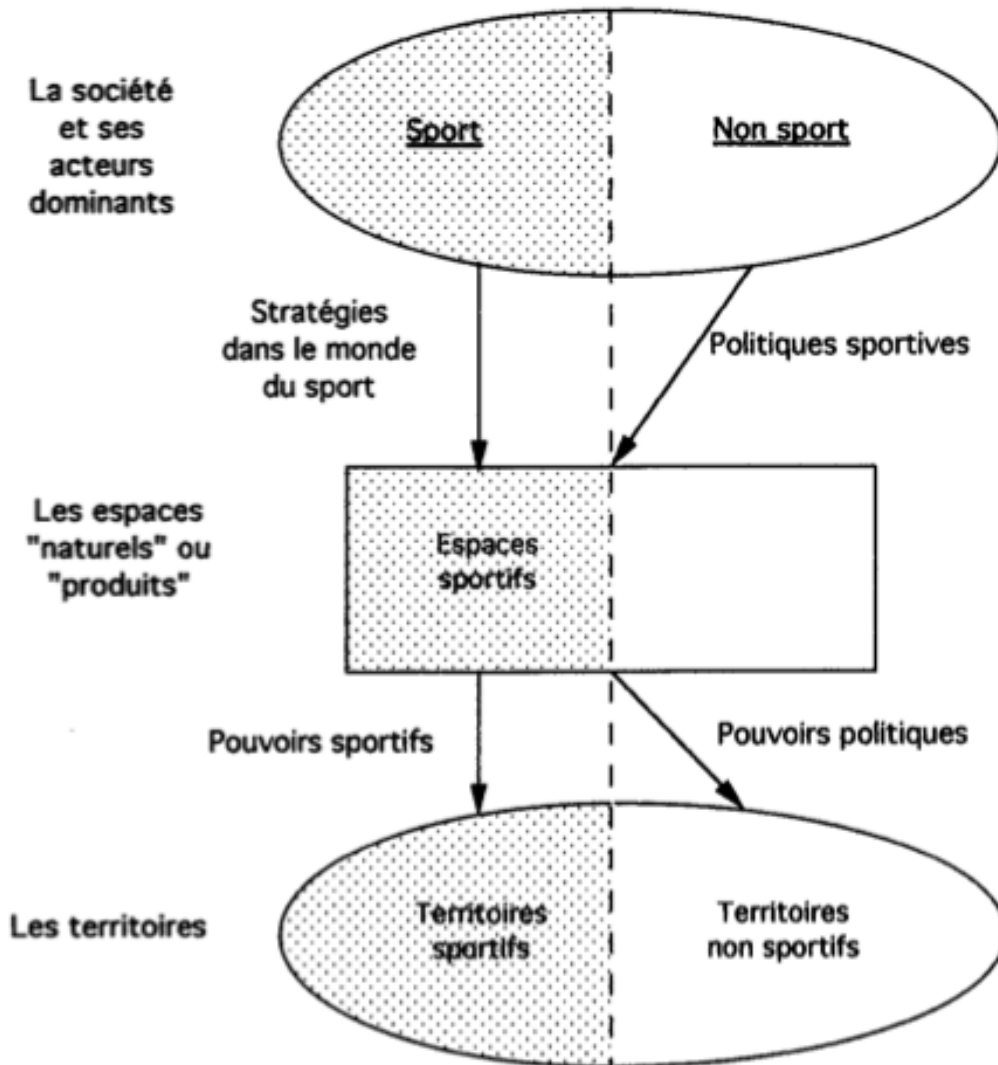 La société
et ses
acteurs
dominants
Sport
Non sport
Stratégies
dans le monde
du sport
Politiques sportives
Les espaces
"naturels" ou
"produits"
Espaces
sportifs
Pouvoirs sportifs
Pouvoirs politiques
Les territoires
Territoires
sportifs
Territoires
non sportifs